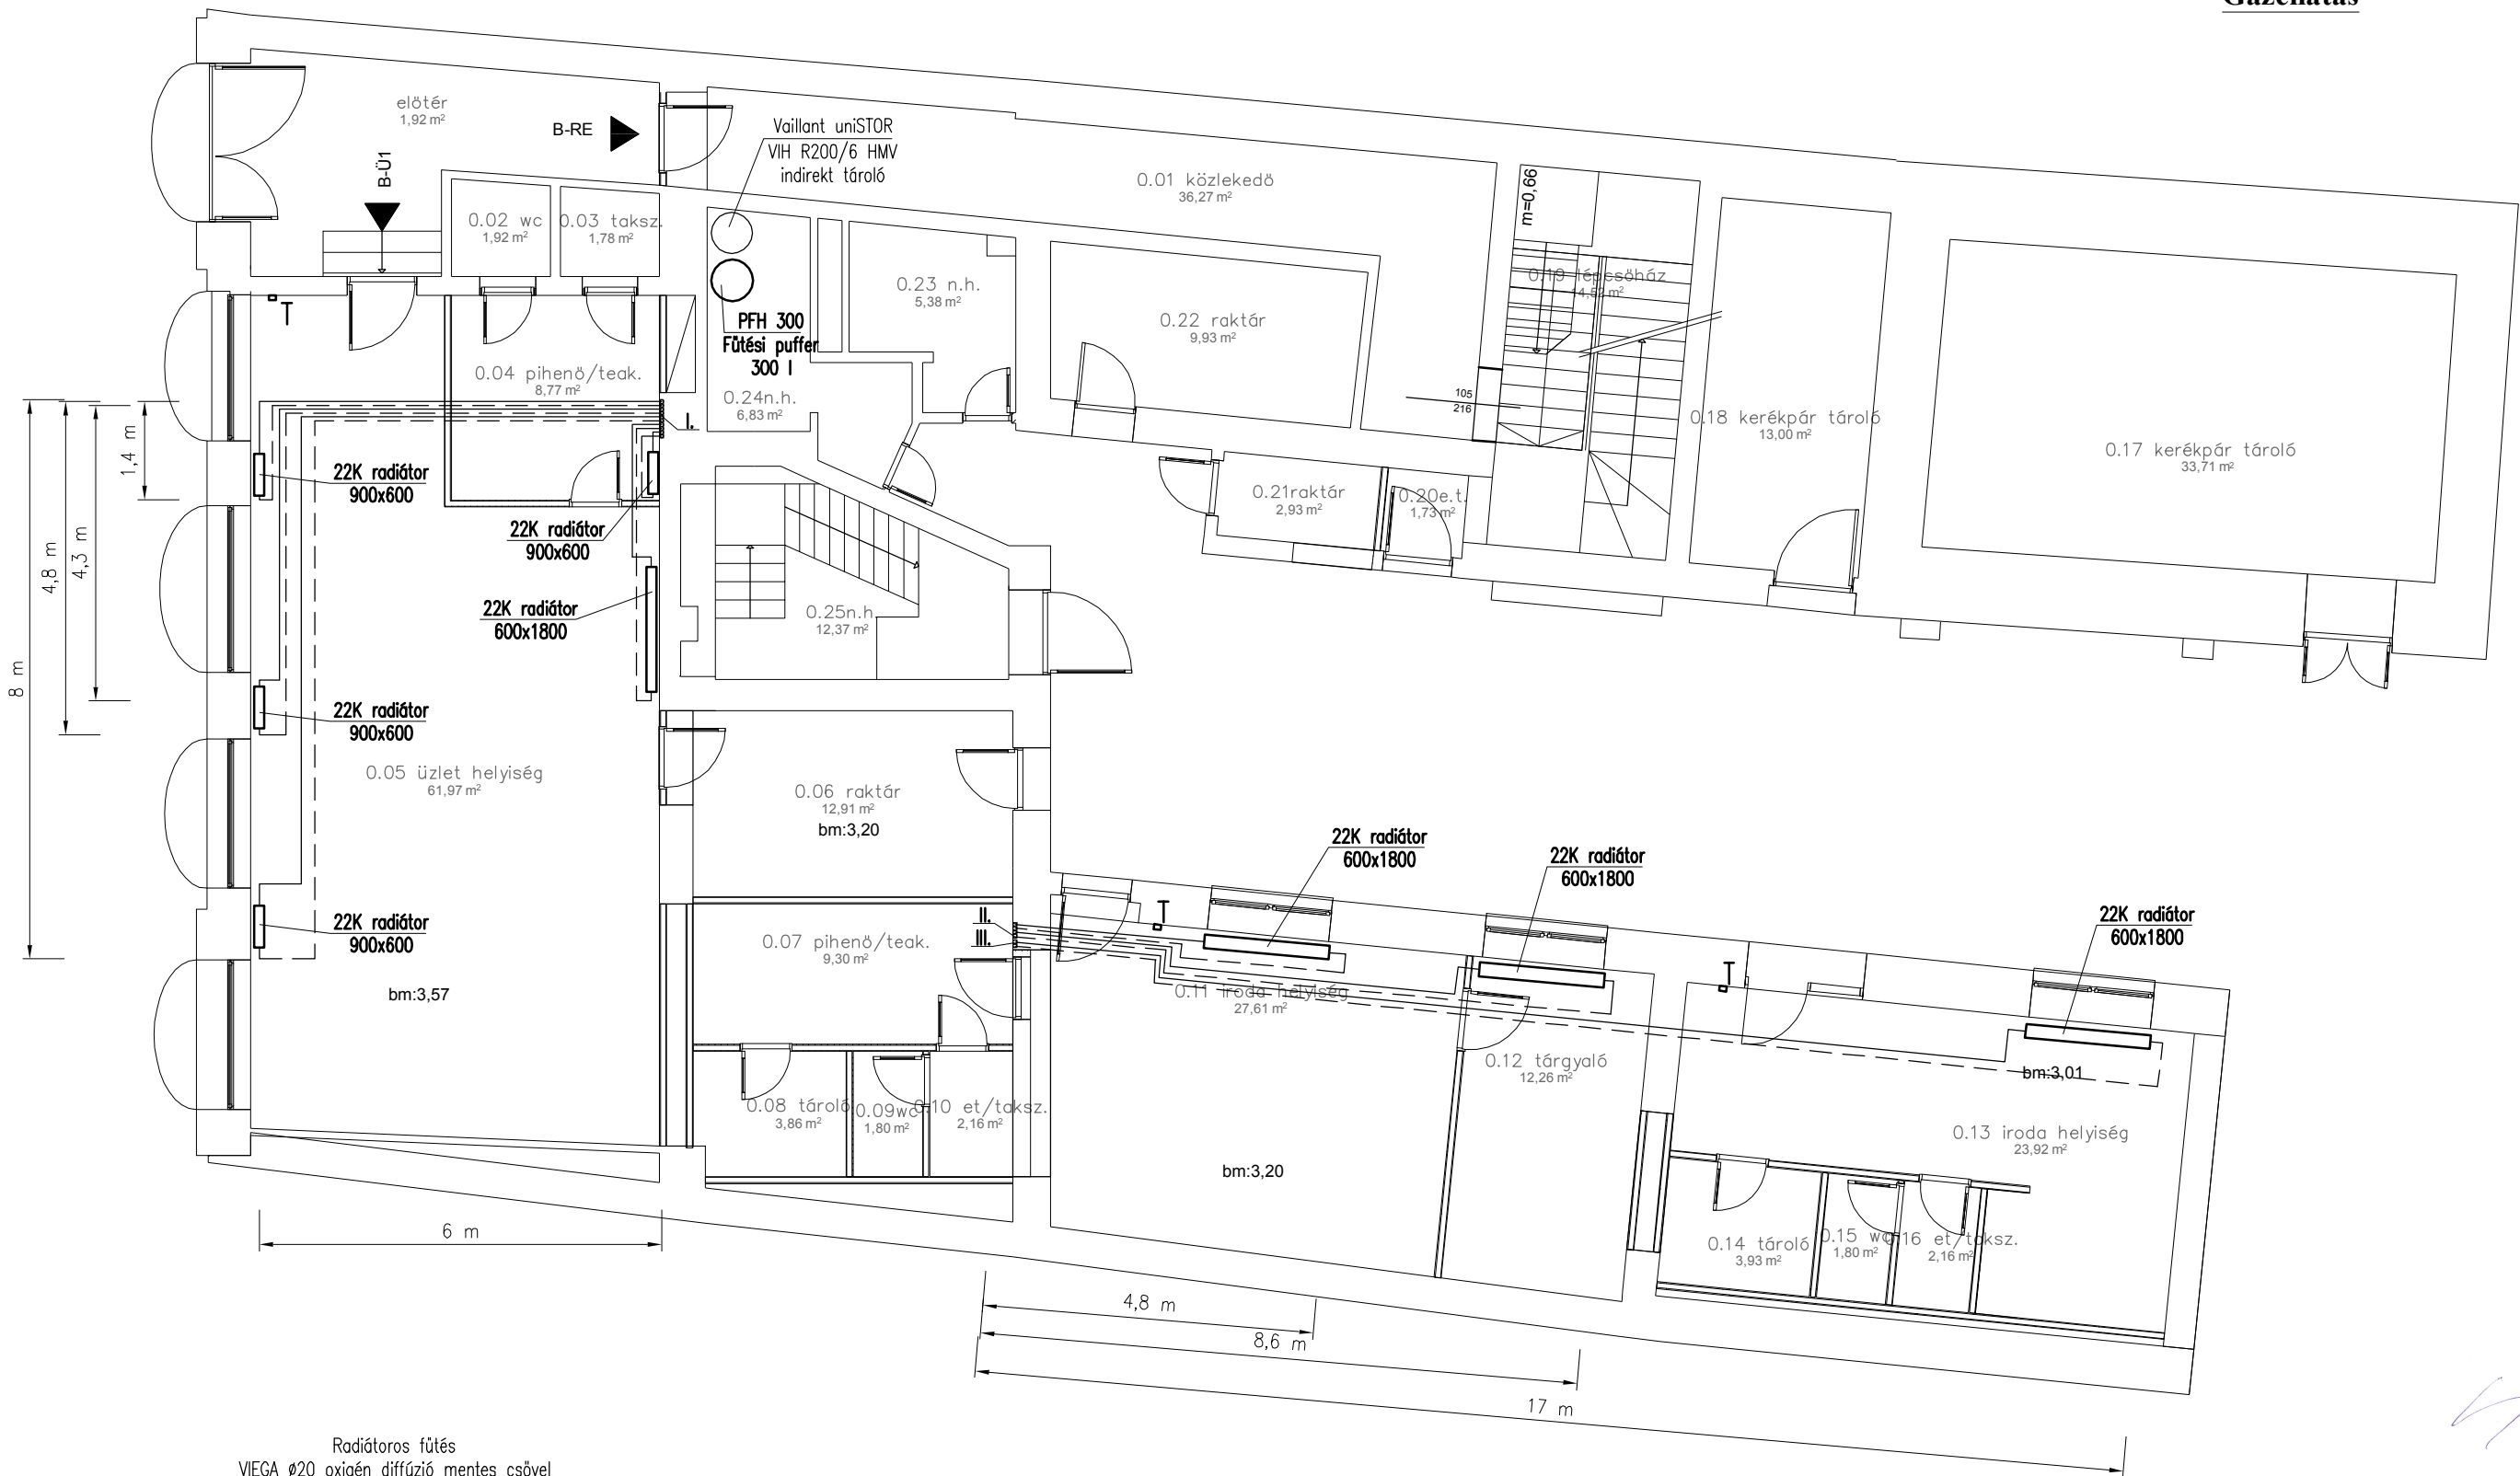 Gázellátás
előtér
1,92 m²
B-RE
B-Ü1
Vaillant uniSTOR
VIH R200/6 HMV
indirekt tároló
0.01 közlekedő
36,27 m²
m=0,66
0.02 wc
1,92 m²
0.03 taksz.
1,78 m²
0.23 n.h.
5,38 m²
0.19 lépcsőház
14,52 m²
T
PFH 300
Fűtési puffer
300 l
0.22 raktár
9,93 m²
0.04 pihenő/teak.
8,77 m²
0.24n.h.
6,83 m²
105
216
0.18 kerékpár tároló
13,00 m²
0.17 kerékpár tároló
33,71 m²
I.
1,4 m
22K radiátor
900x600
0.21raktár
2,93 m²
0.20e.t.
1,73 m²
22K radiátor
900x600
4,8 m
4,3 m
22K radiátor
600x1800
0.25n.h.
12,37 m²
8 m
22K radiátor
900x600
0.05 üzlet helyiség
61,97 m²
0.06 raktár
12,91 m²
bm:3,20
22K radiátor
600x1800
22K radiátor
600x1800
22K radiátor
900x600
II.
III.
T
22K radiátor
600x1800
0.07 pihenő/teak.
9,30 m²
T
bm:3,57
0.11 iroda helyiség
27,61 m²
0.12 tárgyaló
12,26 m²
bm:3,01
0.08 tároló
3,86 m²
0.09wc
1,80 m²
0.10 et/taksz.
2,16 m²
0.13 iroda helyiség
23,92 m²
bm:3,20
6 m
0.14 tároló
3,93 m²
0.15 wc
1,80 m²
0.16 et/taksz.
2,16 m²
4,8 m
8,6 m
17 m
Radiátoros fűtés
VIEGA ø20 oxigén diffúzió mentes csővel